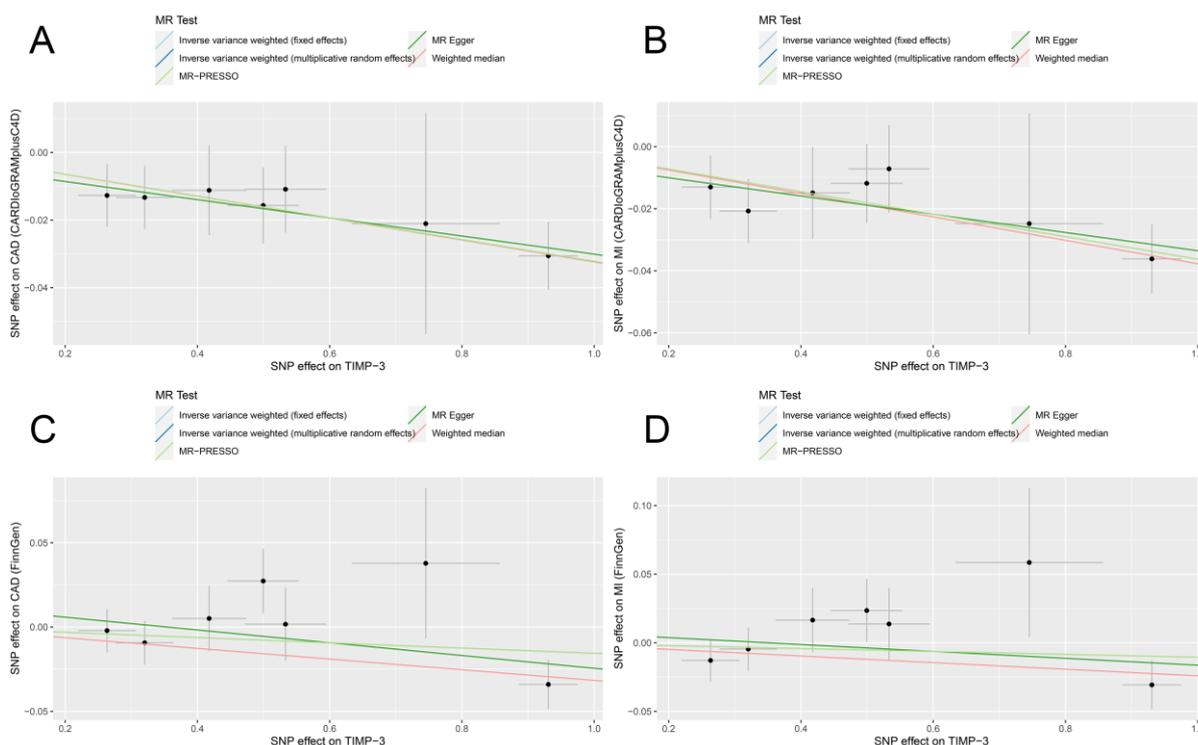 A
MR Test
Inverse variance weighted (fixed effects)
MR Egger
Inverse variance weighted (multiplicative random effects)
Weighted median
MR−PRESSO
SNP effect on CAD (CARDIoGRAMplusC4D)
0.00
−0.02
−0.04
0.2
0.4
0.6
0.8
1.0
SNP effect on TIMP−3
B
MR Test
Inverse variance weighted (fixed effects)
MR Egger
Inverse variance weighted (multiplicative random effects)
Weighted median
MR−PRESSO
SNP effect on MI (CARDIoGRAMplusC4D)
0.00
−0.02
−0.04
−0.06
0.2
0.4
0.6
0.8
SNP effect on TIMP−3
C
MR Test
Inverse variance weighted (fixed effects)
MR Egger
Inverse variance weighted (multiplicative random effects)
Weighted median
MR−PRESSO
SNP effect on CAD (FinnGen)
0.05
0.00
−0.05
0.2
0.4
0.6
0.8
1.0
SNP effect on TIMP−3
D
MR Test
Inverse variance weighted (fixed effects)
MR Egger
Inverse variance weighted (multiplicative random effects)
Weighted median
MR−PRESSO
SNP effect on MI (FinnGen)
0.10
0.05
0.00
−0.05
0.2
0.4
0.6
0.8
SNP effect on TIMP−3